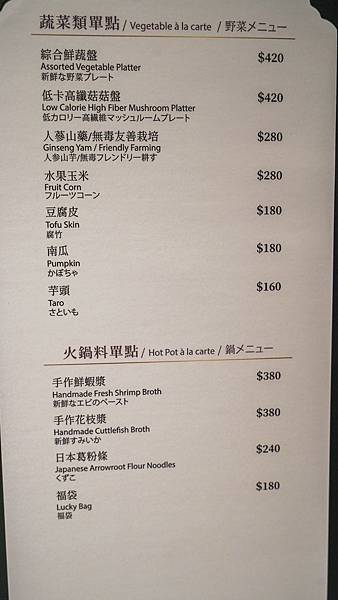 蔬菜類單點 / Vegetable à la carte / 野菜メニュー
綜合鮮蔬盤 $420
Assorted Vegetable Platter
新鮮な野菜プレート
低卡高纖菇菇盤 $420
Low Calorie High Fiber Mushroom Platter
低カロリー高繊維マッシュルームプレート
人蔘山藥/無毒友善栽培 $280
Ginseng Yam / Friendly Farming
人参山芋/無毒フレンドリー耕す
水果玉米 $280
Fruit Corn
フルーツコーン
豆腐皮 $180
Tofu Skin
腐竹
南瓜 $180
Pumpkin
かぼちゃ
芋頭 $160
Taro
さといも
火鍋料單點 / Hot Pot à la carte / 鍋メニュー
手作鮮蝦漿 $380
Handmade Fresh Shrimp Broth
新鮮なエビのペースト
手作花枝漿 $380
Handmade Cuttlefish Broth
新鮮すみいか
日本葛粉條 $240
Japanese Arrowroot Flour Noodles
くずこ
福袋 $180
Lucky Bag
福袋